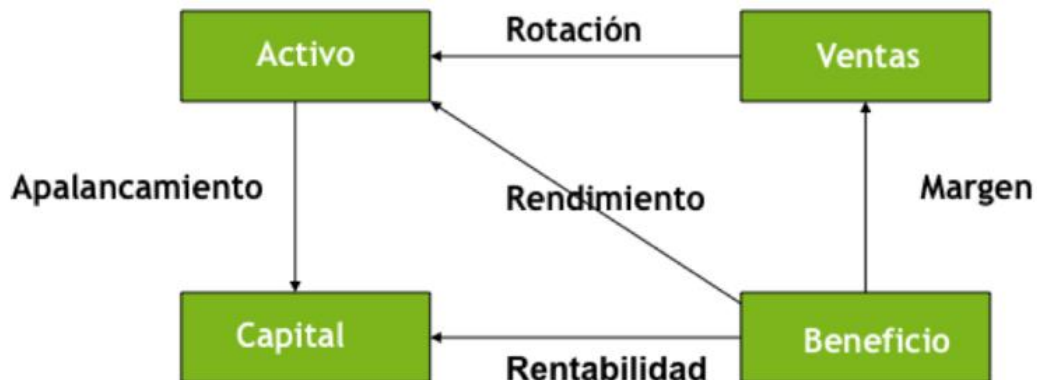 Rotación
Activo
Ventas
Apalancamiento
Rendimiento
Margen
Capital
Beneficio
Rentabilidad